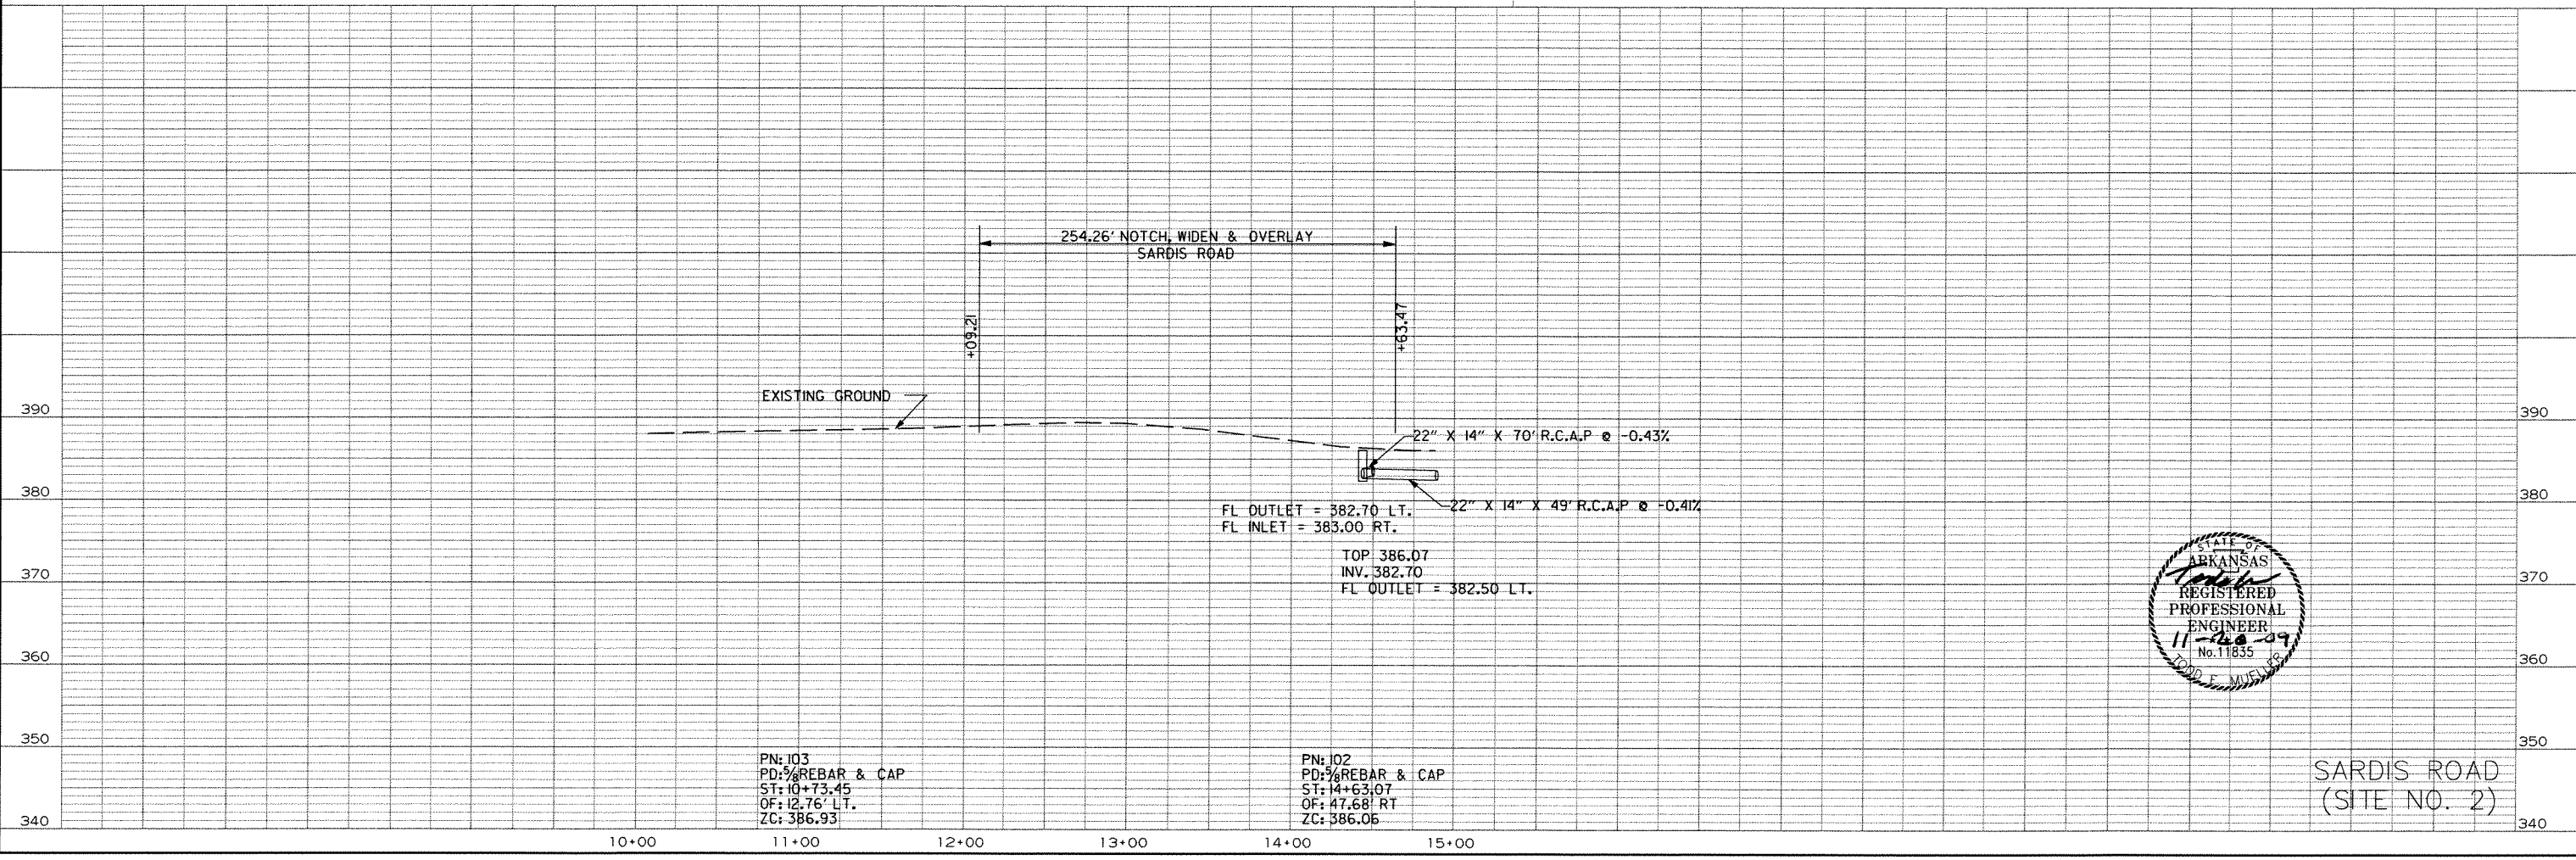 254.26' NOTCH, WIDEN & OVERLAY
SARDIS ROAD
+09.21
+63.47
EXISTING GROUND
390
390
22" X 14" X 70' R.C.A.P @ -0.43%
380
380
22" X 14" X 49' R.C.A.P @ -0.41%
FL OUTLET = 382.70 LT.
FL INLET = 383.00 RT.
TOP 386.07
INV. 382.70
FL OUTLET = 382.50 LT.
370
370
STATE OF
ARKANSAS
REGISTERED
PROFESSIONAL
ENGINEER
No.11835
MUELLER
360
360
350
350
PN: 103
PD: 5/8 REBAR & CAP
ST: 10+73.45
OF: 12.76' LT.
ZC: 386.93
PN: 102
PD: 5/8 REBAR & CAP
ST: 14+63.07
OF: 47.68' RT
ZC: 386.06
SARDIS ROAD
(SITE NO. 2)
340
340
10+00
11+00
12+00
13+00
14+00
15+00